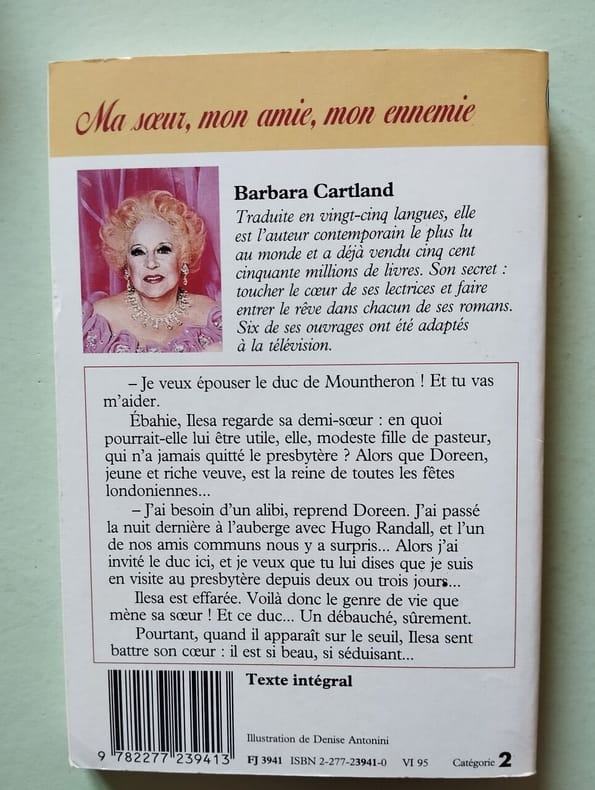 Ma sœur, mon amie, mon ennemie
Barbara Cartland
Traduite en vingt-cinq langues, elle
est l'auteur contemporain le plus lu
au monde et a déjà vendu cinq cent
cinquante millions de livres. Son secret :
toucher le cœur de ses lectrices et faire
entrer le rêve dans chacun de ses romans.
Six de ses ouvrages ont été adaptés
à la télévision.
– Je veux épouser le duc de Mountheron ! Et tu vas
m'aider.
Ébahie, Ilesa regarde sa demi-sœur : en quoi
pourrait-elle lui être utile, elle, modeste fille de pasteur,
qui n'a jamais quitté le presbytère ? Alors que Doreen,
jeune et riche veuve, est la reine de toutes les fêtes
londoniennes...
– J'ai besoin d'un alibi, reprend Doreen. J'ai passé
la nuit dernière à l'auberge avec Hugo Randall, et l'un
de nos amis communs nous y a surpris... Alors j'ai
invité le duc ici, et je veux que tu lui dises que je suis
en visite au presbytère depuis deux ou trois jours...
Ilesa est effarée. Voilà donc le genre de vie que
mène sa sœur ! Et ce duc... Un débauché, sûrement.
Pourtant, quand il apparaît sur le seuil, Ilesa sent
battre son cœur : il est si beau, si séduisant...
Texte intégral
Illustration de Denise Antonini
9 782277 239413
FJ 3941 ISBN 2-277-23941-0 VI 95 Catégorie 2